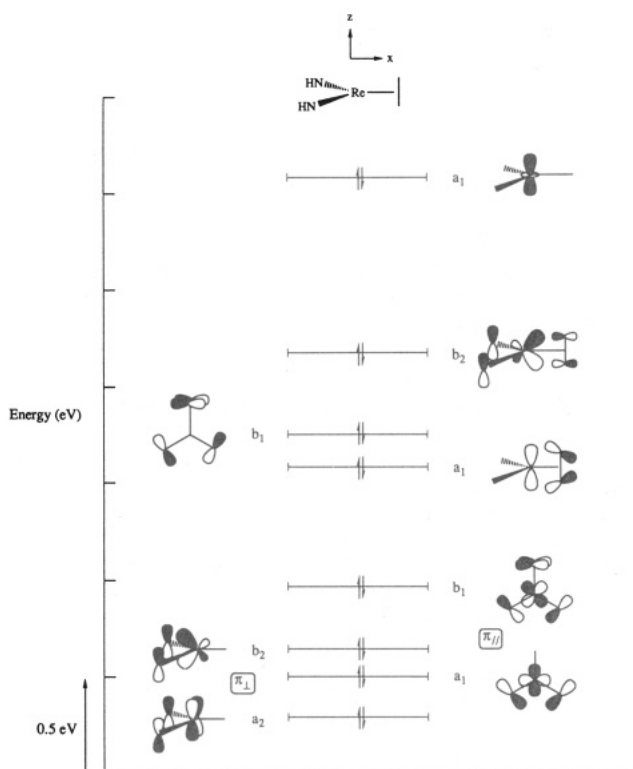 z
x
HN
Re
HN
a₁
b₂
Energy (eV)
b₁
a₁
b₁
π//
b₂
π⊥
a₁
a₂
0.5 eV